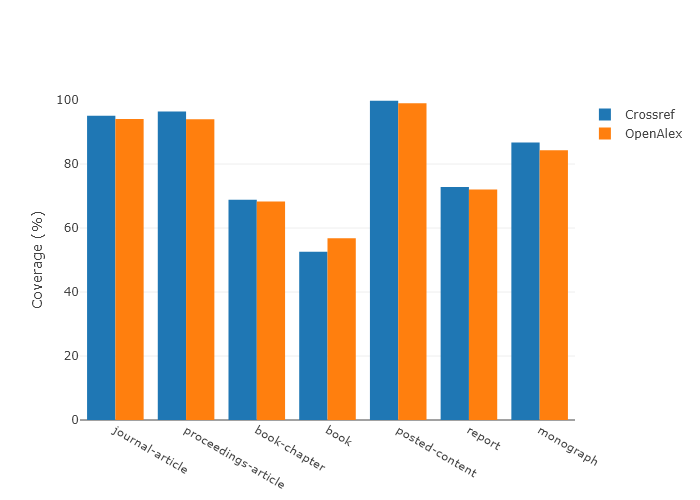 100
80
60
40
20
0
Coverage (%)
journal-article
proceedings-article
book-chapter
book
posted-content
report
monograph
Crossref
OpenAlex